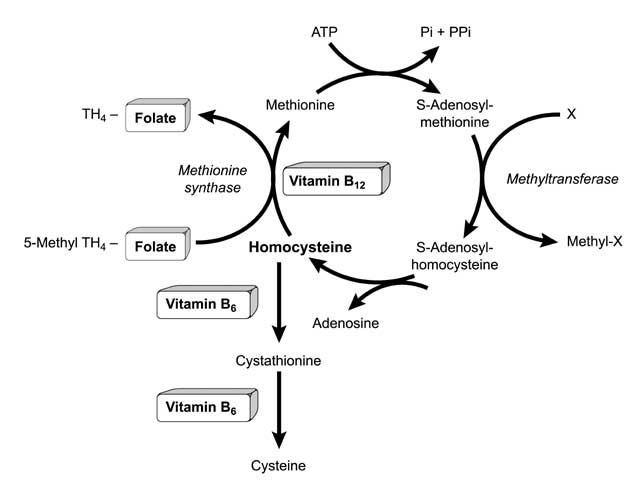 ATP
Pi + PPi
TH4 – Folate
Methionine
S-Adenosyl-
methionine
X
Methionine
synthase
Vitamin B12
Methyltransferase
5-Methyl TH4 – Folate
Homocysteine
S-Adenosyl-
homocysteine
Methyl-X
Vitamin B6
Adenosine
Cystathionine
Vitamin B6
Cysteine